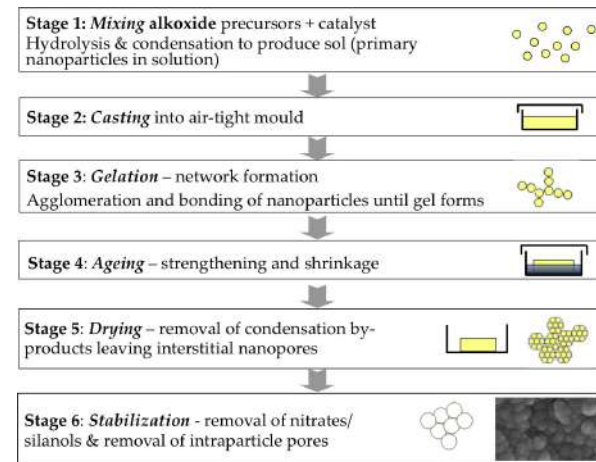 Stage 1: Mixing alkoxide precursors + catalyst
Hydrolysis & condensation to produce sol (primary
nanoparticles in solution)
Stage 2: Casting into air-tight mould
Stage 3: Gelation – network formation
Agglomeration and bonding of nanoparticles until gel forms
Stage 4: Ageing – strengthening and shrinkage
Stage 5: Drying – removal of condensation by-
products leaving interstitial nanopores
Stage 6: Stabilization - removal of nitrates/
silanols & removal of intraparticle pores